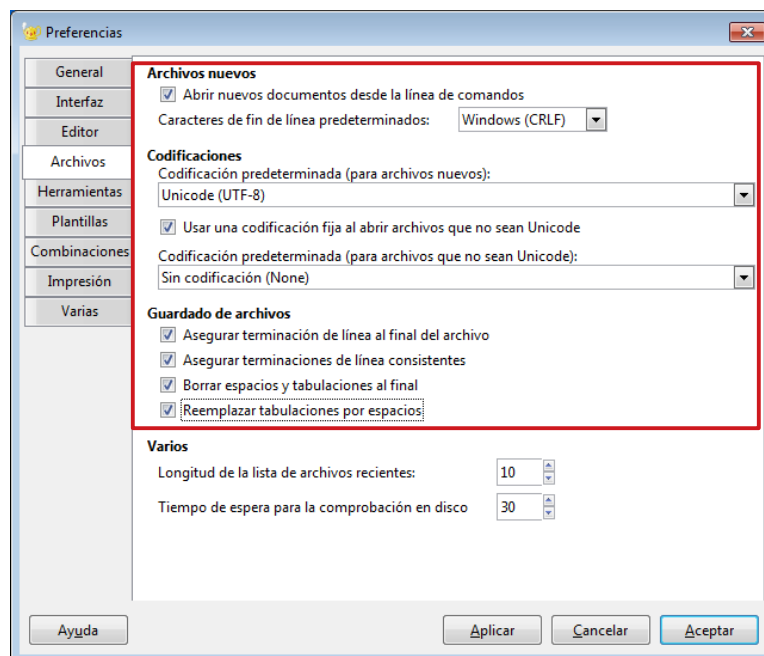 Preferencias
General
Interfaz
Editor
Archivos
Herramientas
Plantillas
Combinaciones
Impresión
Varias
Archivos nuevos
Abrir nuevos documentos desde la línea de comandos
Caracteres de fin de línea predeterminados: Windows (CRLF)
Codificaciones
Codificación predeterminada (para archivos nuevos):
Unicode (UTF-8)
Usar una codificación fija al abrir archivos que no sean Unicode
Codificación predeterminada (para archivos que no sean Unicode):
Sin codificación (None)
Guardado de archivos
Asegurar terminación de línea al final del archivo
Asegurar terminaciones de línea consistentes
Borrar espacios y tabulaciones al final
Reemplazar tabulaciones por espacios
Varios
Longitud de la lista de archivos recientes: 10
Tiempo de espera para la comprobación en disco 30
Ayuda Aplicar Cancelar Aceptar